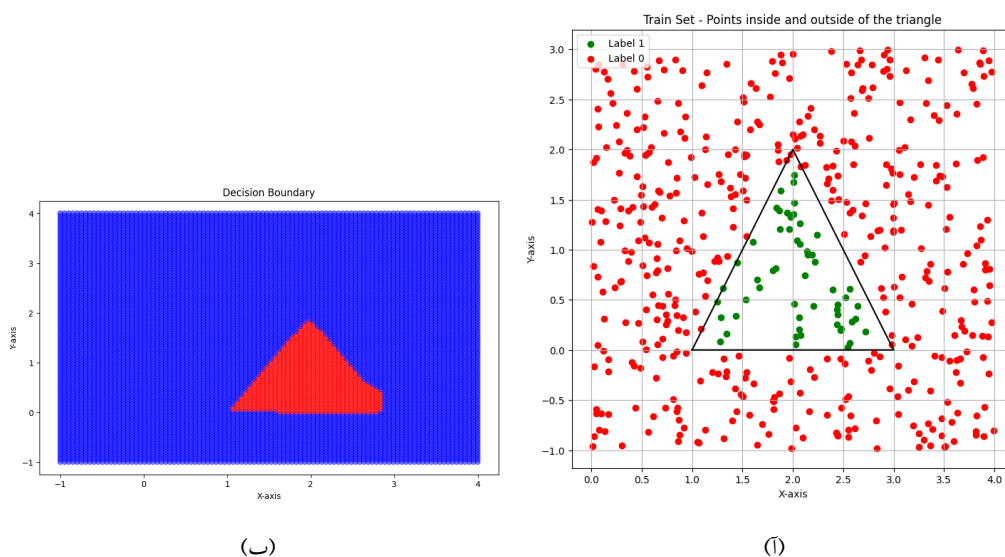 Train Set - Points inside and outside of the triangle
Label 1
Label 0
3.0
2.5
2.0
1.5
1.0
0.5
0.0
−0.5
−1.0
Y-axis
0.0 0.5 1.0 1.5 2.0 2.5 3.0 3.5 4.0
X-axis
(آ)
Decision Boundary
4
3
2
1
0
−1
Y-axis
−1 0 1 2 3 4
X-axis
(ب)